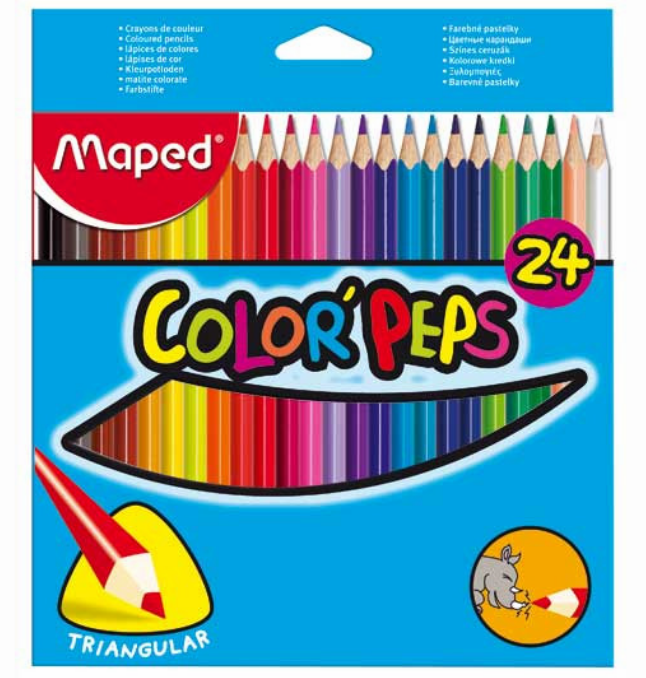 • Crayons de couleur
• Coloured pencils
• lápices de colores
• lápises de cor
• Kleurpotloden
• matite colorate
• Farbstifte
• Farebné pastelky
• Цветные карандаши
• Színes ceruzák
• Kolorowe kredki
• Ξυλομπογιές
• Barevné pastelky
Maped®
24
COLOR'PEPS
TRIANGULAR